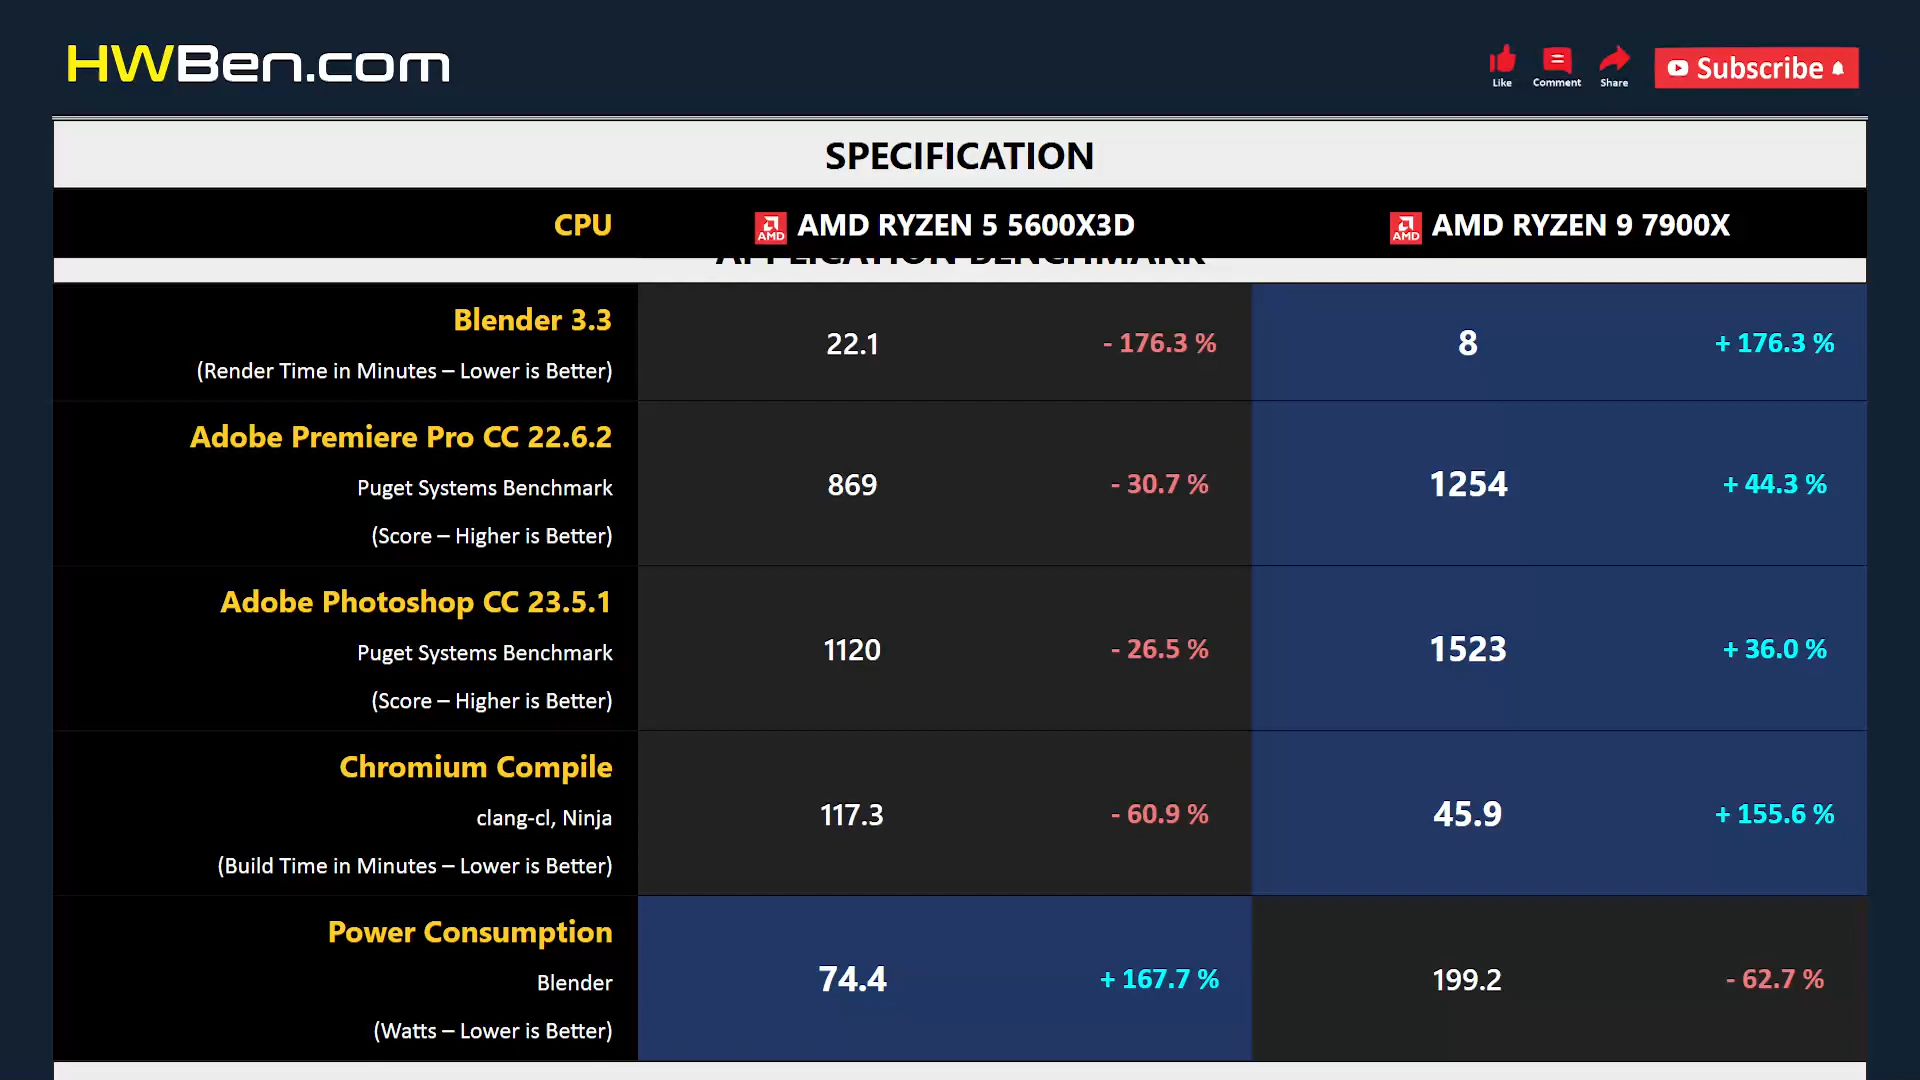 HWBen.com
Like
Comment
Share
Subscribe
SPECIFICATION
CPU
AMD
AMD RYZEN 5 5600X3D
AMD
AMD RYZEN 9 7900X
APPLICATION BENCHMARK
Blender 3.3
(Render Time in Minutes – Lower is Better)
22.1
- 176.3 %
8
+ 176.3 %
Adobe Premiere Pro CC 22.6.2
Puget Systems Benchmark
(Score – Higher is Better)
869
- 30.7 %
1254
+ 44.3 %
Adobe Photoshop CC 23.5.1
Puget Systems Benchmark
(Score – Higher is Better)
1120
- 26.5 %
1523
+ 36.0 %
Chromium Compile
clang-cl, Ninja
(Build Time in Minutes – Lower is Better)
117.3
- 60.9 %
45.9
+ 155.6 %
Power Consumption
Blender
(Watts – Lower is Better)
74.4
+ 167.7 %
199.2
- 62.7 %